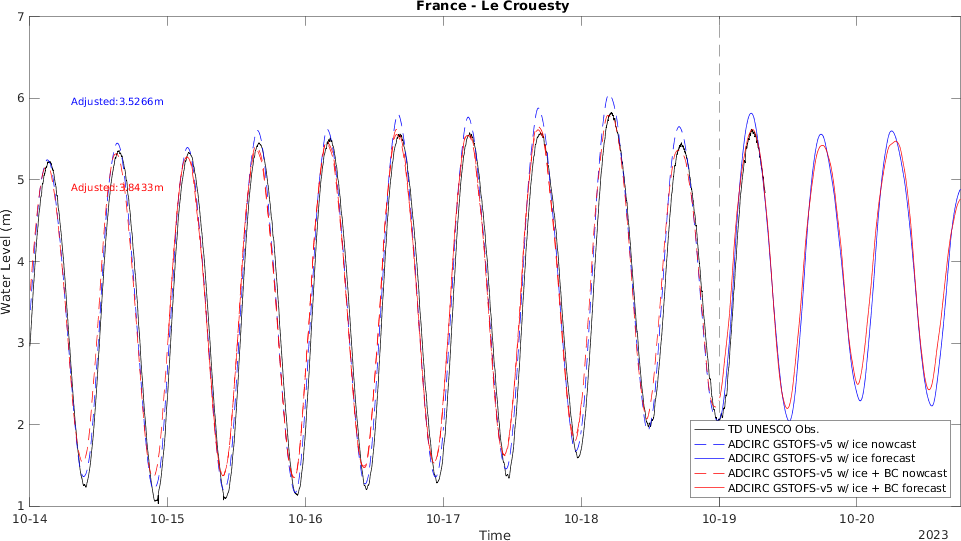 France - Le Crouesty
7
6
5
4
3
2
1
Water Level (m)
Adjusted:3.5266m
Adjusted:3.8433m
TD UNESCO Obs.
ADCIRC GSTOFS-v5 w/ ice nowcast
ADCIRC GSTOFS-v5 w/ ice forecast
ADCIRC GSTOFS-v5 w/ ice + BC nowcast
ADCIRC GSTOFS-v5 w/ ice + BC forecast
10-14 10-15 10-16 10-17 10-18 10-19 10-20
Time
2023